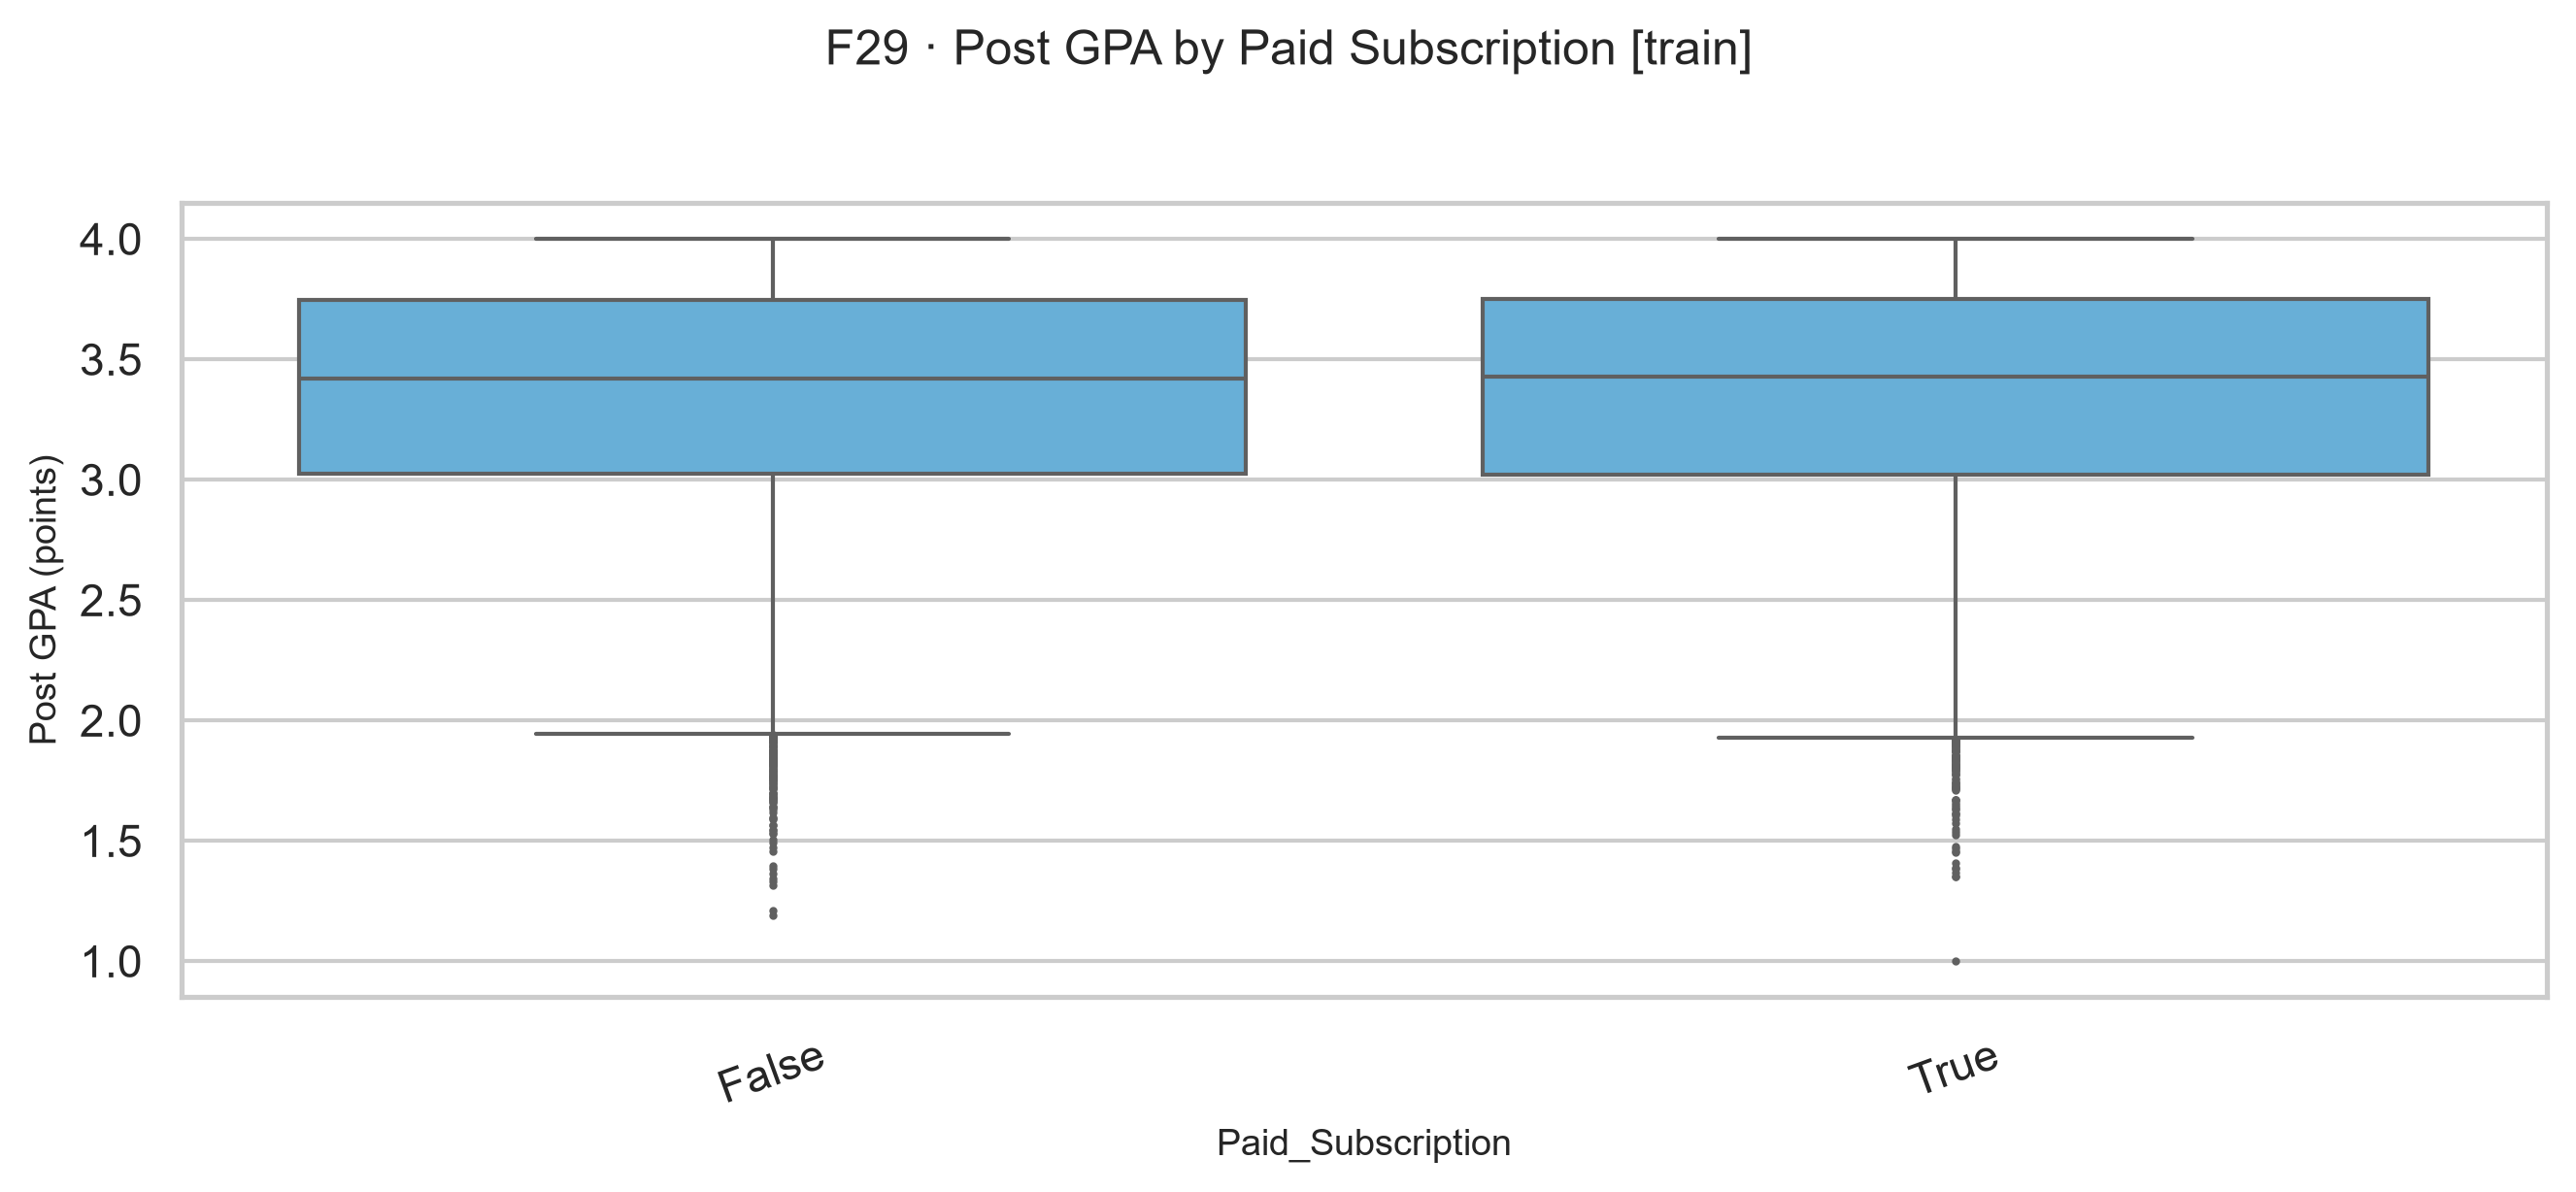 F29 · Post GPA by Paid Subscription [train]
Post GPA (points)
4.0
3.5
3.0
2.5
2.0
1.5
1.0
False
True
Paid_Subscription